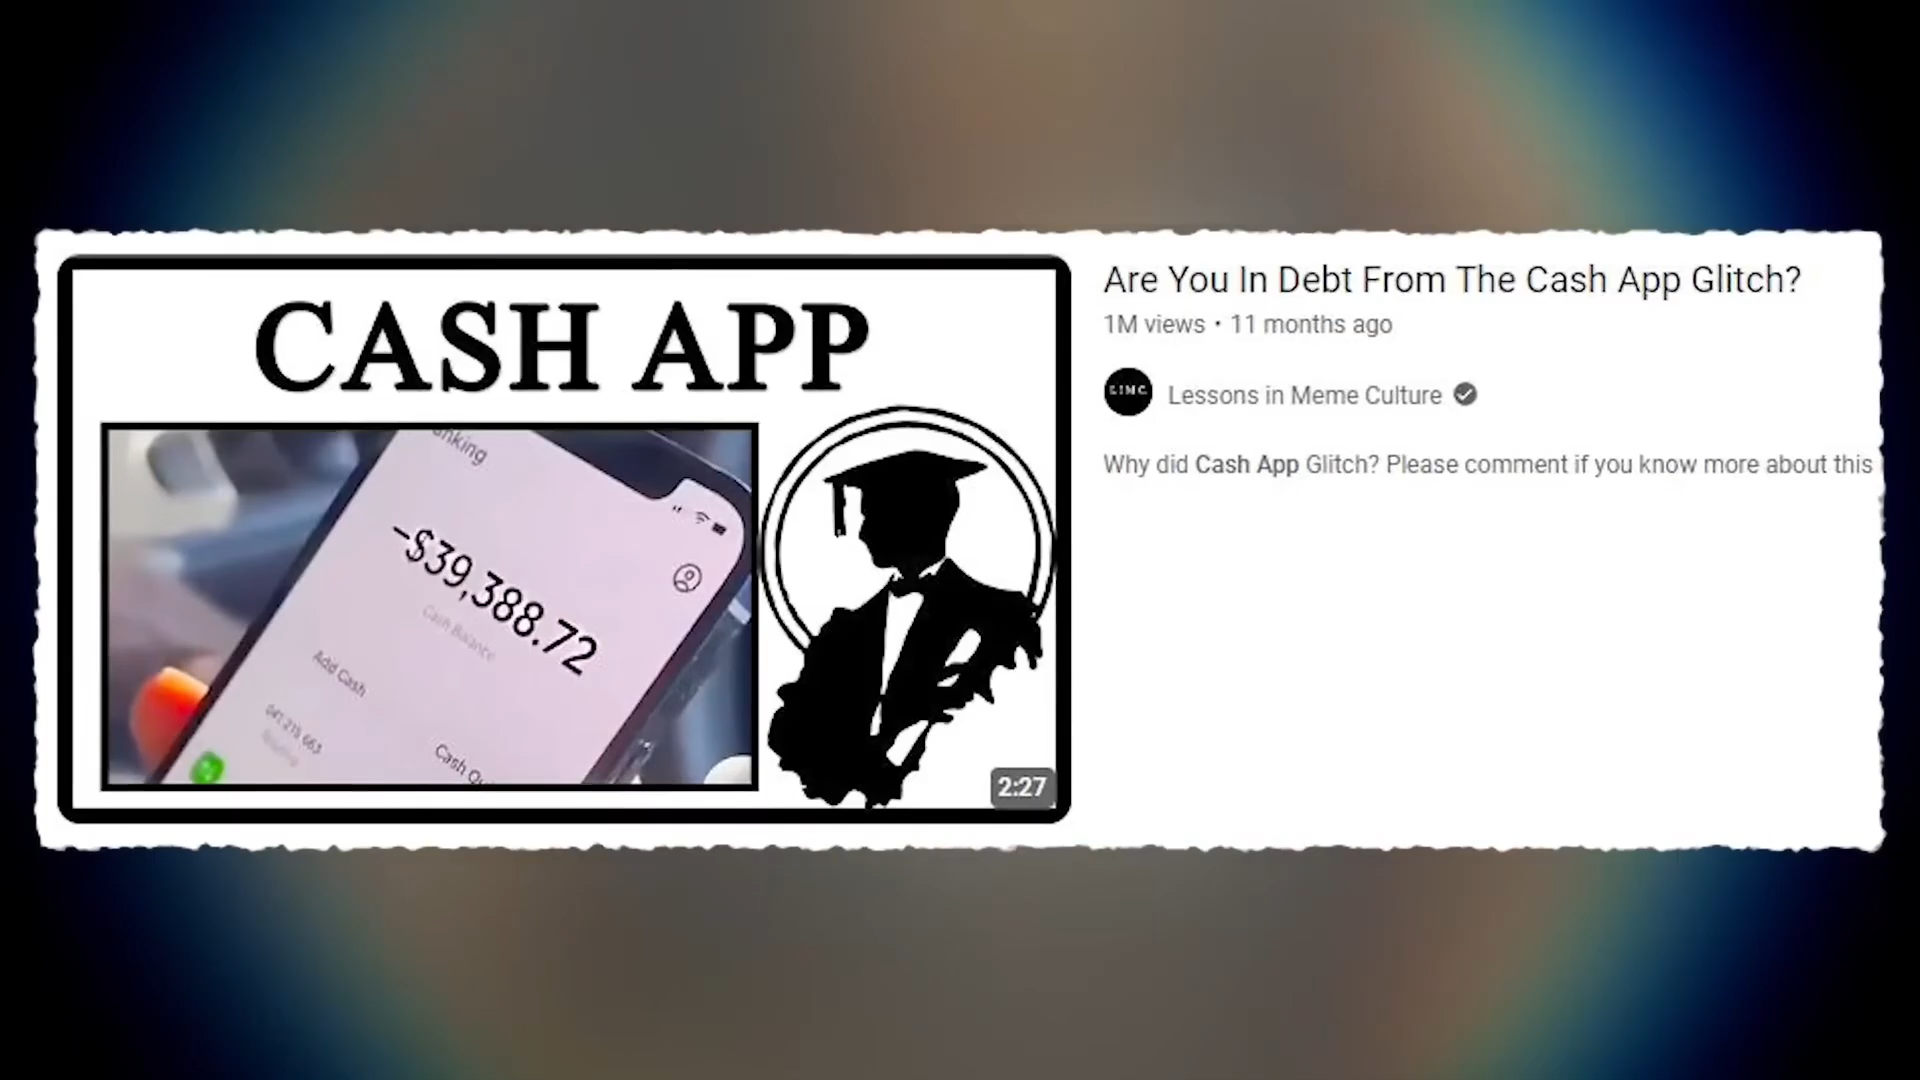 CASH APP
-$39,388.72
Cash Balance
Add Cash
2:27
Are You In Debt From The Cash App Glitch?
1M views • 11 months ago
LIMC
Lessons in Meme Culture
Why did Cash App Glitch? Please comment if you know more about this